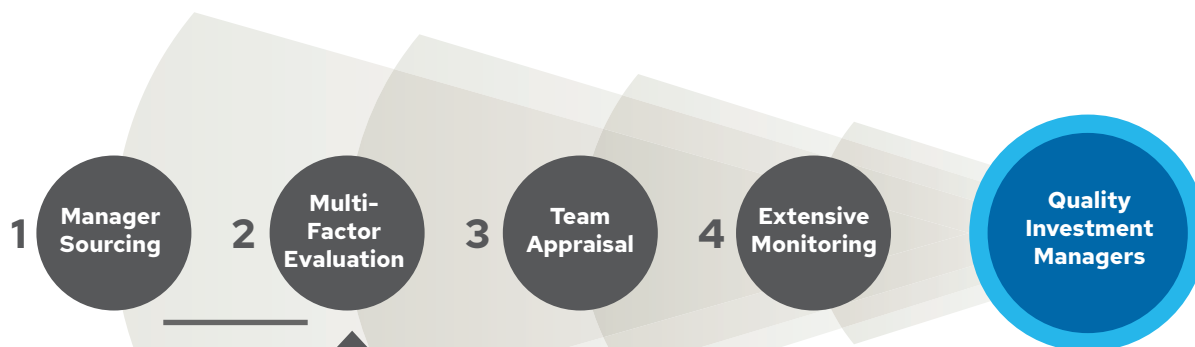 1
Manager
Sourcing
2
Multi-
Factor
Evaluation
3
Team
Appraisal
4
Extensive
Monitoring
Quality
Investment
Managers